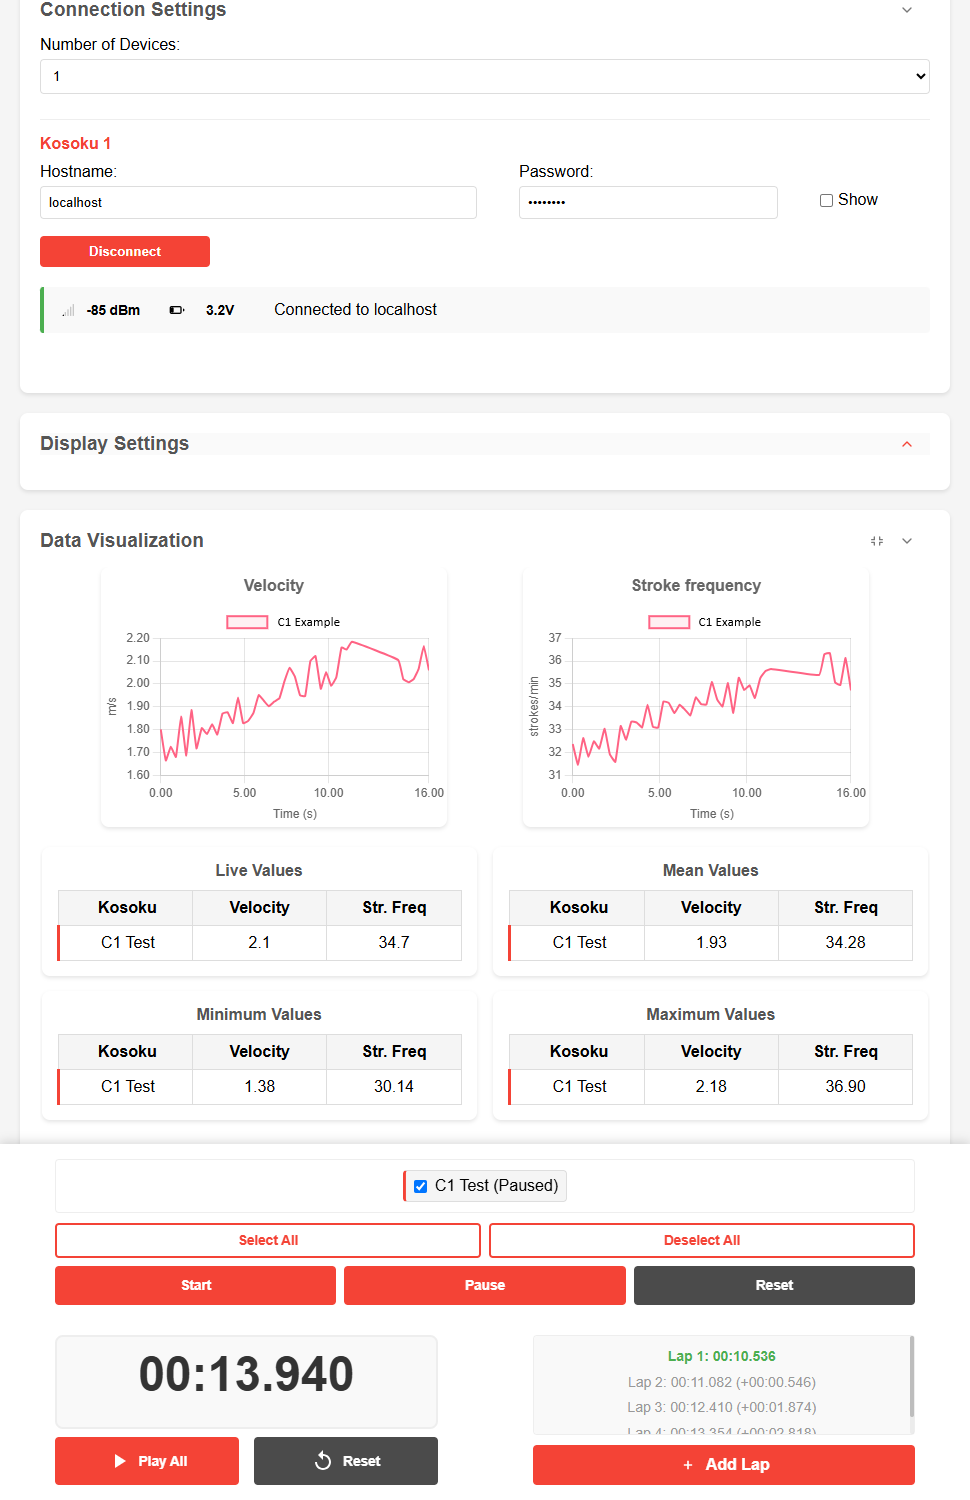 Connection Settings
Number of Devices:
1
Kosoku 1
Hostname:
Password:
localhost
••••••••
Show
Disconnect
-85 dBm
3.2V
Connected to localhost
Display Settings
Data Visualization
Velocity
C1 Example
2.20
2.10
2.00
1.90
1.80
1.70
1.60
m/s
0.00
5.00
10.00
16.00
Time (s)
Stroke frequency
C1 Example
37
36
35
34
33
32
31
strokes/min
0.00
5.00
10.00
16.00
Time (s)
Live Values
Kosoku Velocity Str. Freq
C1 Test 2.1 34.7
Mean Values
Kosoku Velocity Str. Freq
C1 Test 1.93 34.28
Minimum Values
Kosoku Velocity Str. Freq
C1 Test 1.38 30.14
Maximum Values
Kosoku Velocity Str. Freq
C1 Test 2.18 36.90
C1 Test (Paused)
Select All
Deselect All
Start
Pause
Reset
00:13.940
Play All
Reset
Lap 1: 00:10.536
Lap 2: 00:11.082 (+00:00.546)
Lap 3: 00:12.410 (+00:01.874)
Lap 4: 00:13.354 (+00:02.818)
+ Add Lap